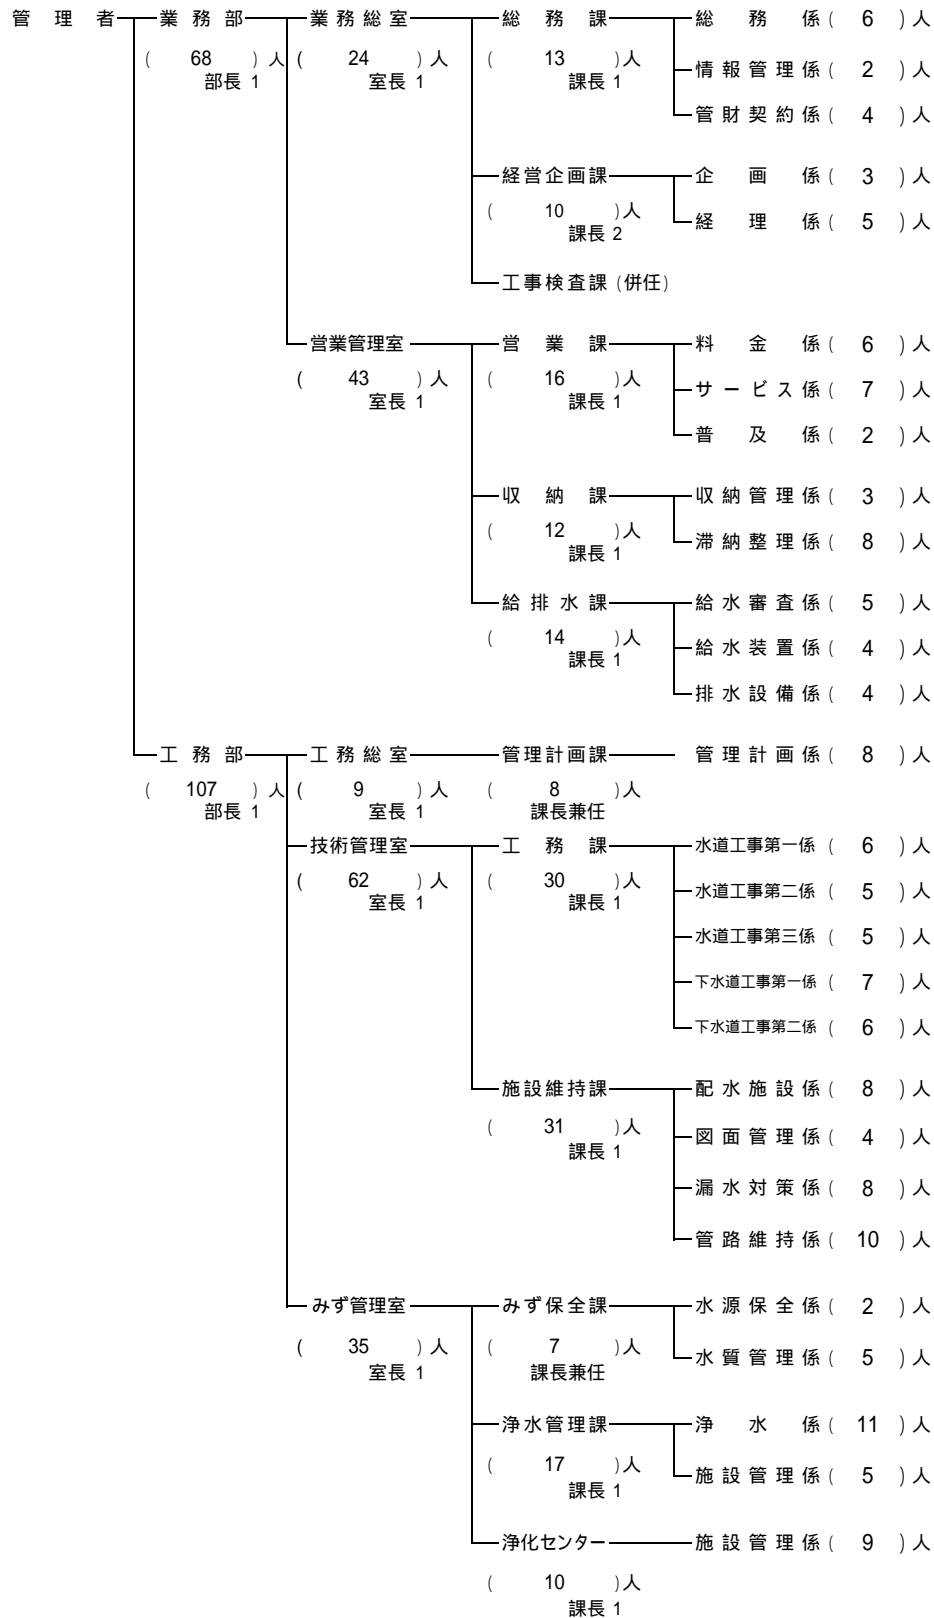 管理者 業務部 業務総室 総務課 総務係( 6 )人
( 68 )人 ( 24 )人 ( 13 )人
部長 1 室長 1 課長 1
情報管理係( 2 )人
管財契約係( 4 )人
経営企画課 企画係( 3 )人
( 10 )人
課長 2
経理係( 5 )人
工事検査課(併任)
営業管理室 営業課 料金係( 6 )人
( 43 )人 ( 16 )人
室長 1 課長 1
サービス係( 7 )人
普及係( 2 )人
収納課 収納管理係( 3 )人
( 12 )人
課長 1
滞納整理係( 8 )人
給排水課 給水審査係( 5 )人
( 14 )人
課長 1
給水装置係( 4 )人
排水設備係( 4 )人
工務部 工務総室 管理計画課 管理計画係( 8 )人
( 107 )人 ( 9 )人 ( 8 )人
部長 1 室長 1 課長兼任
技術管理室 工務課 水道工事第一係( 6 )人
( 62 )人 ( 30 )人
室長 1 課長 1
水道工事第二係( 5 )人
水道工事第三係( 5 )人
下水道工事第一係( 7 )人
下水道工事第二係( 6 )人
施設維持課 配水施設係( 8 )人
( 31 )人
課長 1
図面管理係( 4 )人
漏水対策係( 8 )人
管路維持係( 10 )人
みず管理室 みず保全課 水源保全係( 2 )人
( 35 )人 ( 7 )人
室長 1 課長兼任
水質管理係( 5 )人
浄水管理課 浄水係( 11 )人
( 17 )人
課長 1
施設管理係( 5 )人
浄化センター 施設管理係( 9 )人
( 10 )人
課長 1